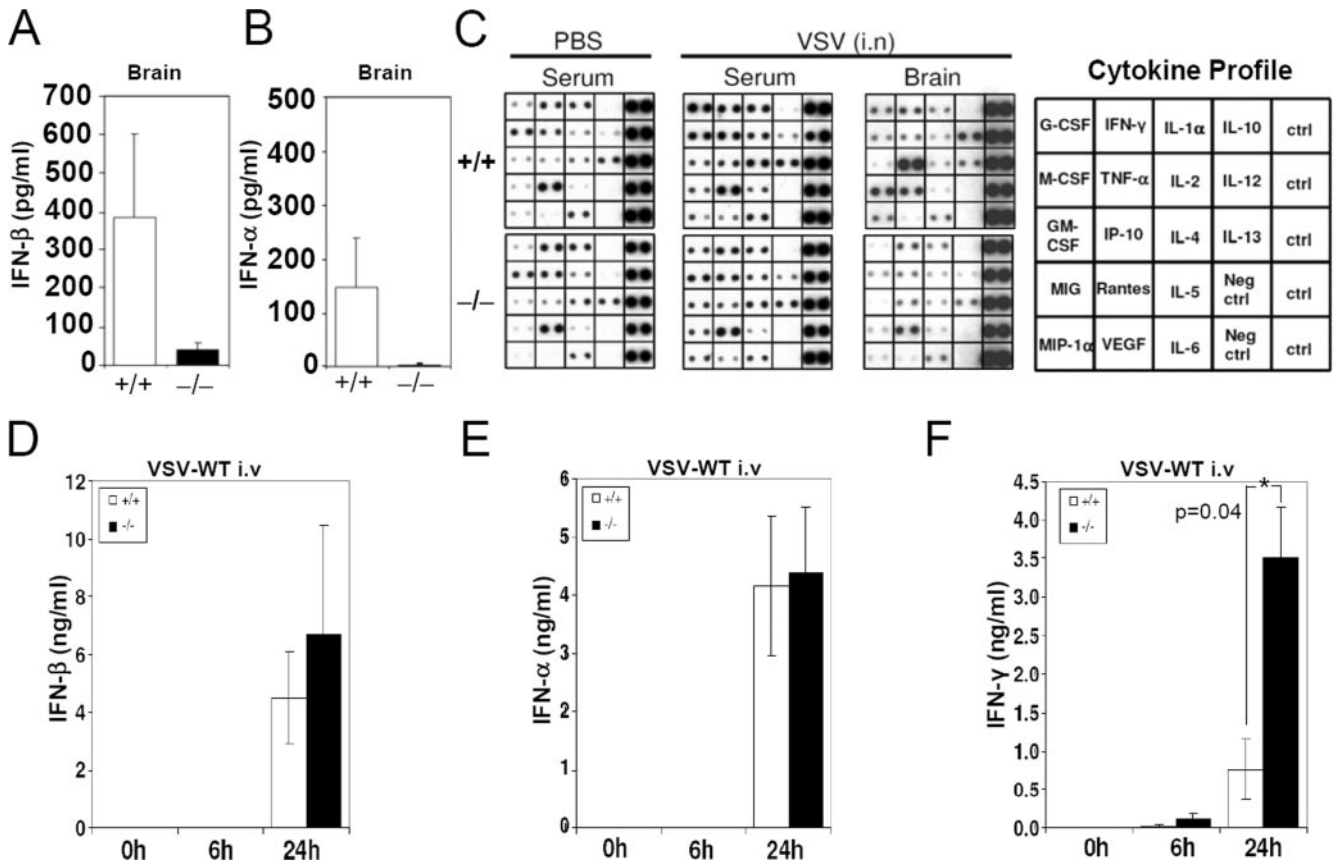 A
Brain
IFN-β (pg/ml)
700
600
500
400
300
200
100
0
+/+
–/–
B
Brain
IFN-α (pg/ml)
500
400
300
250
200
150
100
0
+/+
–/–
C
PBS
VSV (i.n)
Serum
Serum
Brain
+/+
–/–
Cytokine Profile
G-CSF IFN-γ IL-1α IL-10 ctrl
M-CSF TNF-α IL-2 IL-12 ctrl
GM-
CSF IP-10 IL-4 IL-13 ctrl
MIG Rantes IL-5 Neg
ctrl ctrl
MIP-1α VEGF IL-6 Neg
ctrl ctrl
D
VSV-WT i.v
+/+
-/-
IFN-β (ng/ml)
12
10
8
6
4
2
0
0h 6h 24h
E
VSV-WT i.v
+/+
-/-
IFN-α (ng/ml)
6
5
4
3
2
1
0
0h 6h 24h
F
VSV-WT i.v
+/+
-/-
p=0.04
*
IFN-γ (ng/ml)
4.5
4.0
3.5
3.0
2.5
2.0
1.5
1.0
0.5
0.0
0h 6h 24h